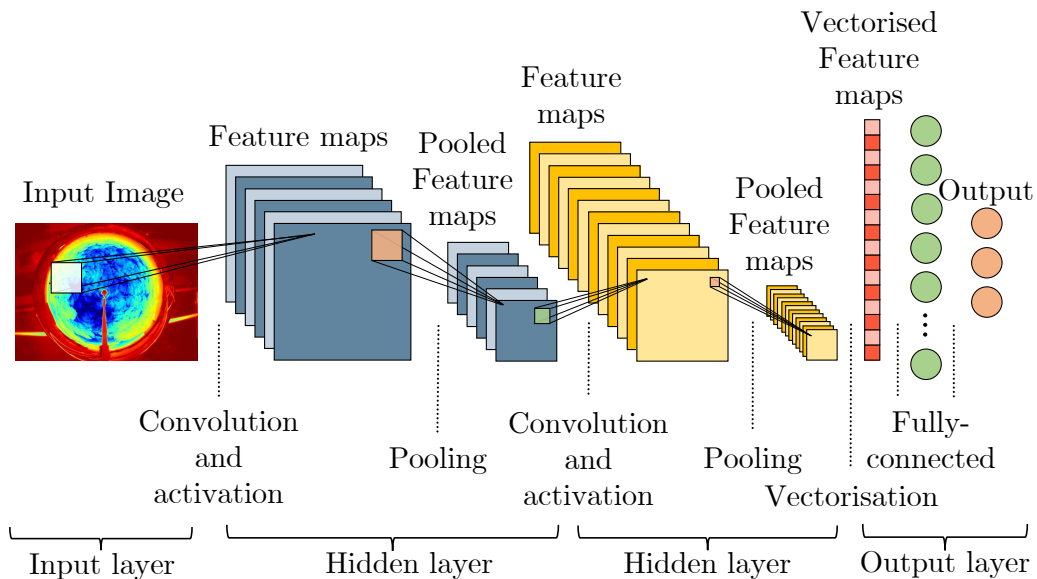 Vectorised
Feature
maps
Feature
maps
Feature maps
Pooled
Feature
maps
Input Image
Pooled
Feature
maps
Output
Convolution
and
activation
Pooling
Convolution
and
activation
Pooling
Vectorisation
Fully-
connected
Input layer
Hidden layer
Hidden layer
Output layer